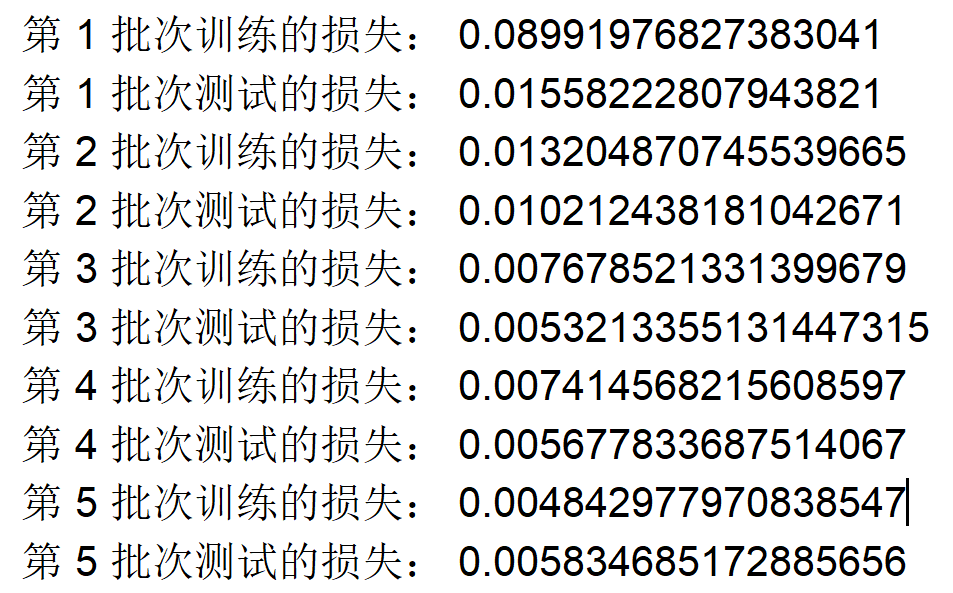 第 1 批次训练的损失： 0.08991976827383041
第 1 批次测试的损失： 0.01558222807943821
第 2 批次训练的损失： 0.013204870745539665
第 2 批次测试的损失： 0.010212438181042671
第 3 批次训练的损失： 0.007678521331399679
第 3 批次测试的损失： 0.0053213355131447315
第 4 批次训练的损失： 0.007414568215608597
第 4 批次测试的损失： 0.005677833687514067
第 5 批次训练的损失： 0.004842977970838547
第 5 批次测试的损失： 0.005834685172885656